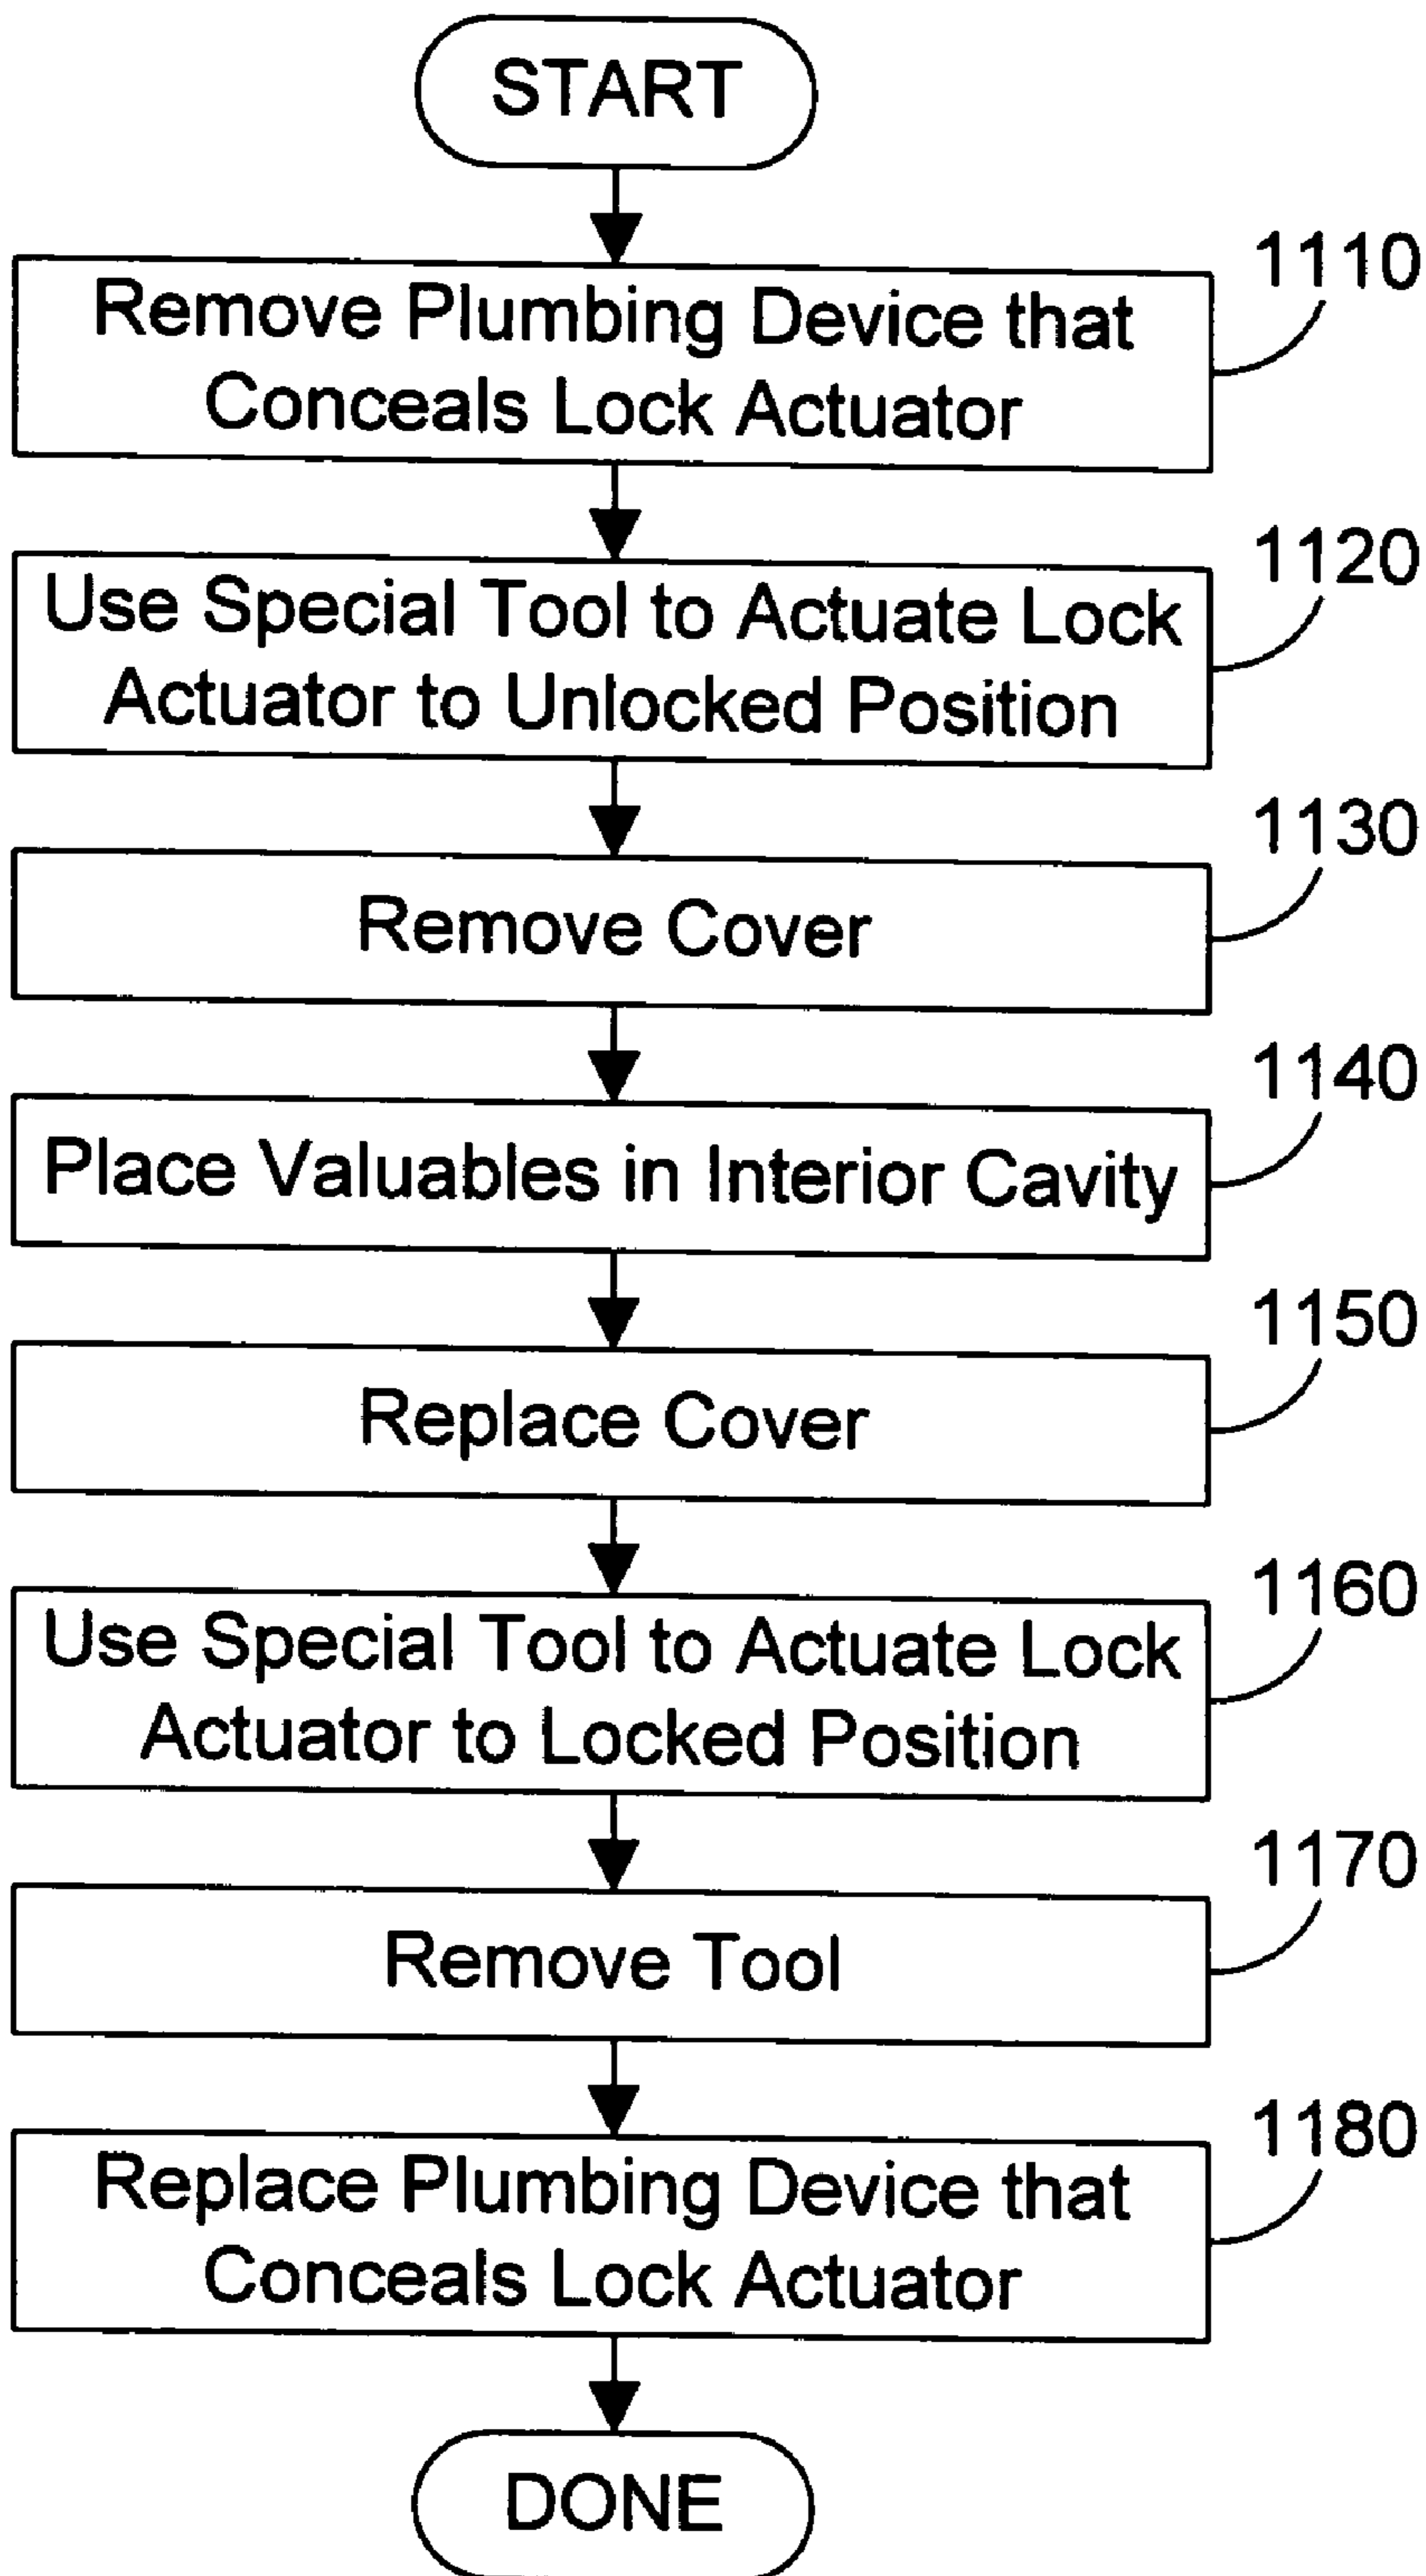 START
1110
Remove Plumbing Device that
Conceals Lock Actuator
1120
Use Special Tool to Actuate Lock
Actuator to Unlocked Position
1130
Remove Cover
1140
Place Valuables in Interior Cavity
1150
Replace Cover
1160
Use Special Tool to Actuate Lock
Actuator to Locked Position
1170
Remove Tool
1180
Replace Plumbing Device that
Conceals Lock Actuator
DONE